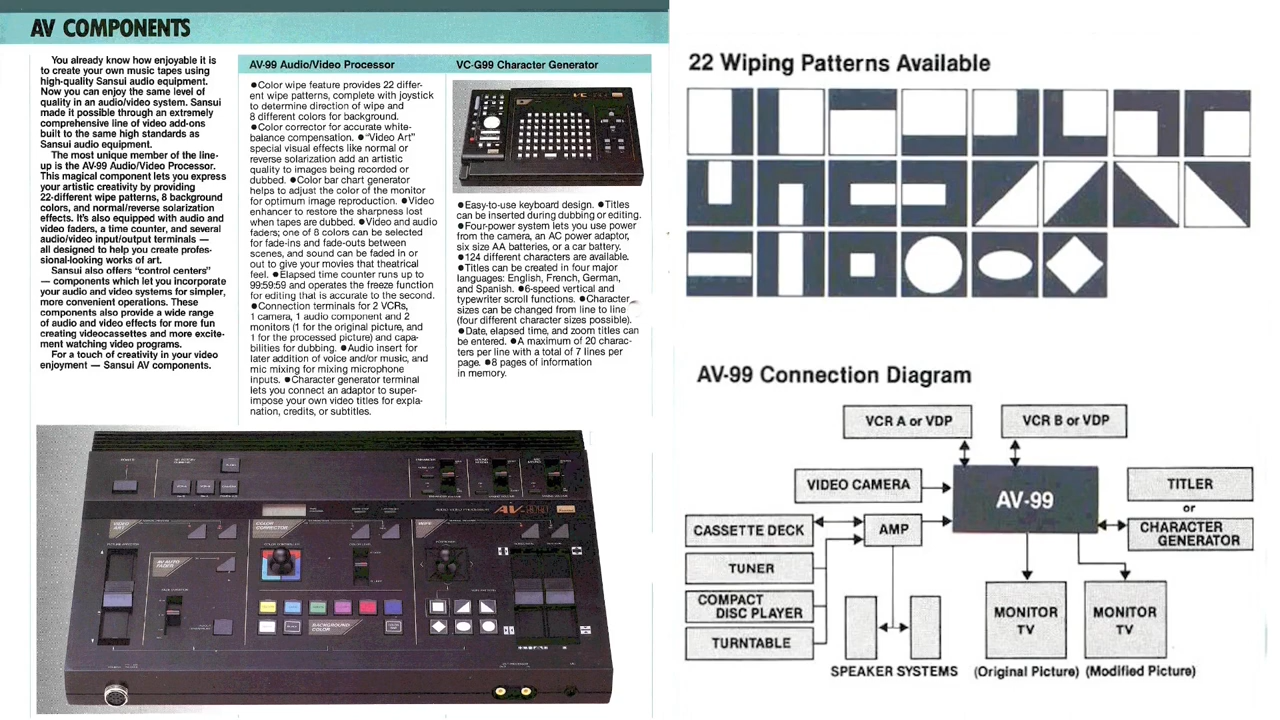 AV COMPONENTS
You already know how enjoyable it is
to create your own music tapes using
high-quality Sansui audio equipment.
Now you can enjoy the same level of
quality in an audio/video system. Sansui
made it possible through an extremely
comprehensive line of video add-ons
built to the same high standards as
Sansui audio equipment.
The most unique member of the line-
up is the AV-99 Audio/Video Processor.
This magical component lets you express
your artistic creativity by providing
22-different wipe patterns, 8 background
colors, and normal/reverse solarization
effects. It's also equipped with audio and
video faders, a time counter, and several
audio/video input/output terminals —
all designed to help you create profes-
sional-looking works of art.
Sansui also offers "control centers"
— components which let you incorporate
your audio and video systems for simpler,
more convenient operations. These
components also provide a wide range
of audio and video effects for more fun
creating videocassettes and more excite-
ment watching video programs.
For a touch of creativity in your video
enjoyment — Sansui AV components.
AV-99 Audio/Video Processor
●Color wipe feature provides 22 differ-
ent wipe patterns, complete with joystick
to determine direction of wipe and
8 different colors for background.
●Color corrector for accurate white-
balance compensation. ●"Video Art"
special visual effects like normal or
reverse solarization add an artistic
quality to images being recorded or
dubbed. ●Color bar chart generator
helps to adjust the color of the monitor
for optimum image reproduction. ●Video
enhancer to restore the sharpness lost
when tapes are dubbed. ●Video and audio
faders; one of 8 colors can be selected
for fade-ins and fade-outs between
scenes, and sound can be faded in or
out to give your movies that theatrical
feel. ●Elapsed time counter runs up to
99:59:59 and operates the freeze function
for editing that is accurate to the second.
●Connection terminals for 2 VCRs,
1 camera, 1 audio component and 2
monitors (1 for the original picture, and
1 for the processed picture) and capa-
bilities for dubbing. ●Audio insert for
later addition of voice and/or music, and
mic mixing for mixing microphone
inputs. ●Character generator terminal
lets you connect an adaptor to super-
impose your own video titles for expla-
nation, credits, or subtitles.
VC-G99 Character Generator
●Easy-to-use keyboard design. ●Titles
can be inserted during dubbing or editing.
●Four-power system lets you use power
from the camera, an AC power adaptor,
six size AA batteries, or a car battery.
●124 different characters are available.
●Titles can be created in four major
languages: English, French, German,
and Spanish. ●6-speed vertical and
typewriter scroll functions. ●Character
sizes can be changed from line to line
(four different character sizes possible).
●Date, elapsed time, and zoom titles can
be entered. ●A maximum of 20 charac-
ters per line with a total of 7 lines per
page. ●8 pages of information
in memory.
VIDEO ART
COLOR CORRECTOR
WIPE
AV AUTO FADER
BACKGROUND COLOR
22 Wiping Patterns Available
AV-99 Connection Diagram
VCR A or VDP
VCR B or VDP
VIDEO CAMERA
AV-99
TITLER
or
CHARACTER GENERATOR
CASSETTE DECK
AMP
TUNER
COMPACT DISC PLAYER
TURNTABLE
MONITOR TV
MONITOR TV
SPEAKER SYSTEMS
(Original Picture)
(Modified Picture)